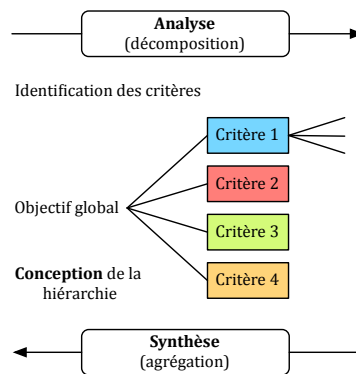 Analyse
(décomposition)
Identification des critères
Critère 1
Critère 2
Objectif global
Critère 3
Conception de la
hiérarchie
Critère 4
Synthèse
(agrégation)